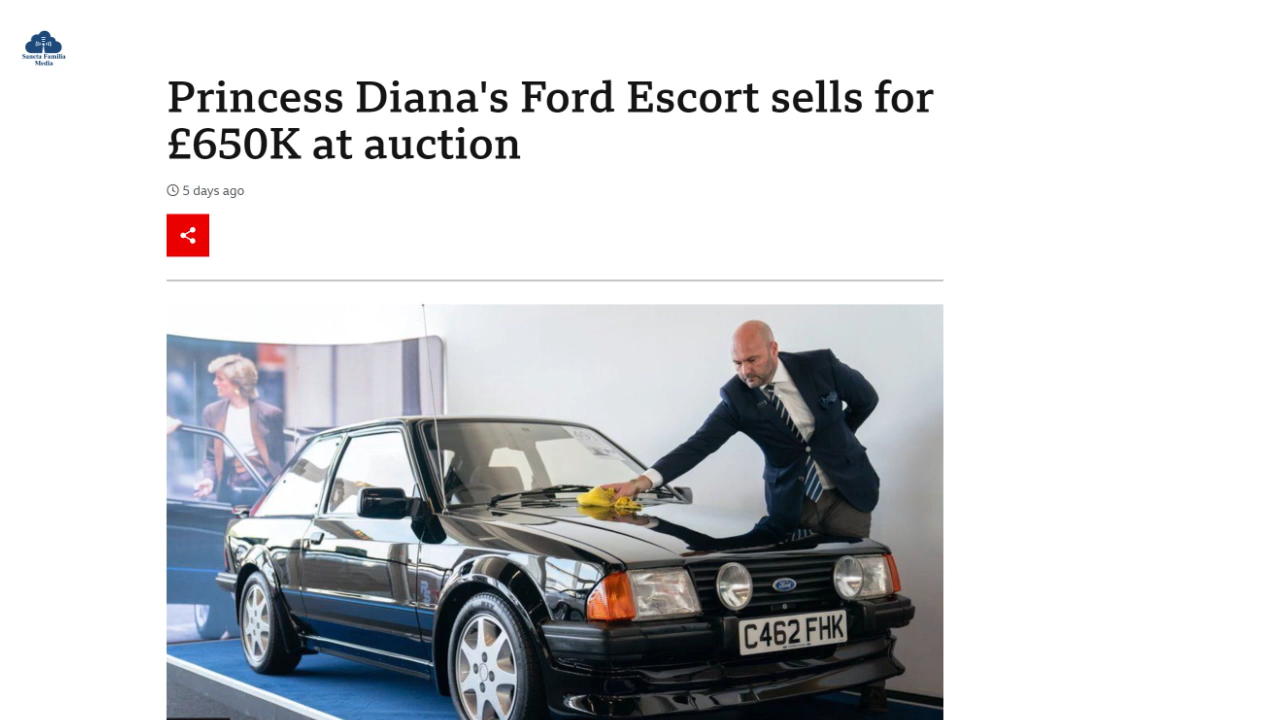 Sancta Familia
Media
Princess Diana's Ford Escort sells for
£650K at auction
5 days ago
Ford
C462 FHK